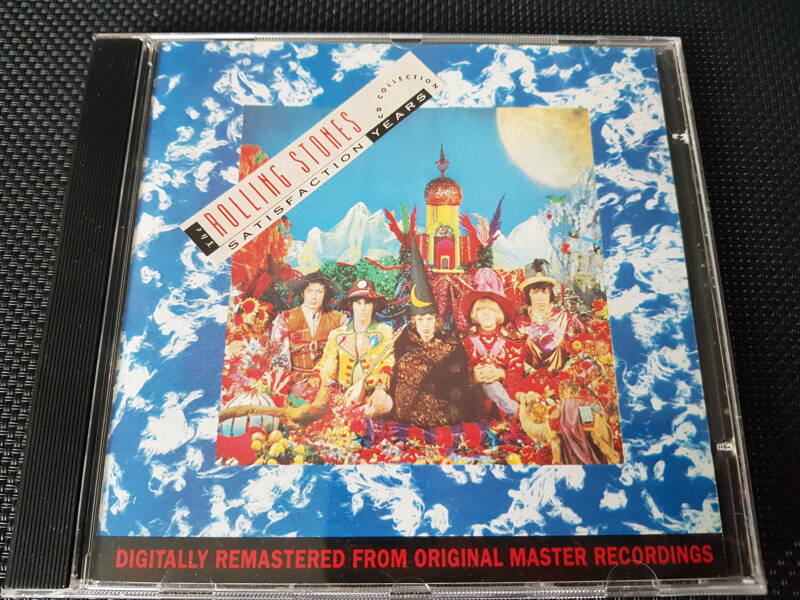 The ROLLING STONES
SATISFACTION YEARS
CD COLLECTION
DIGITALLY REMASTERED FROM ORIGINAL MASTER RECORDINGS